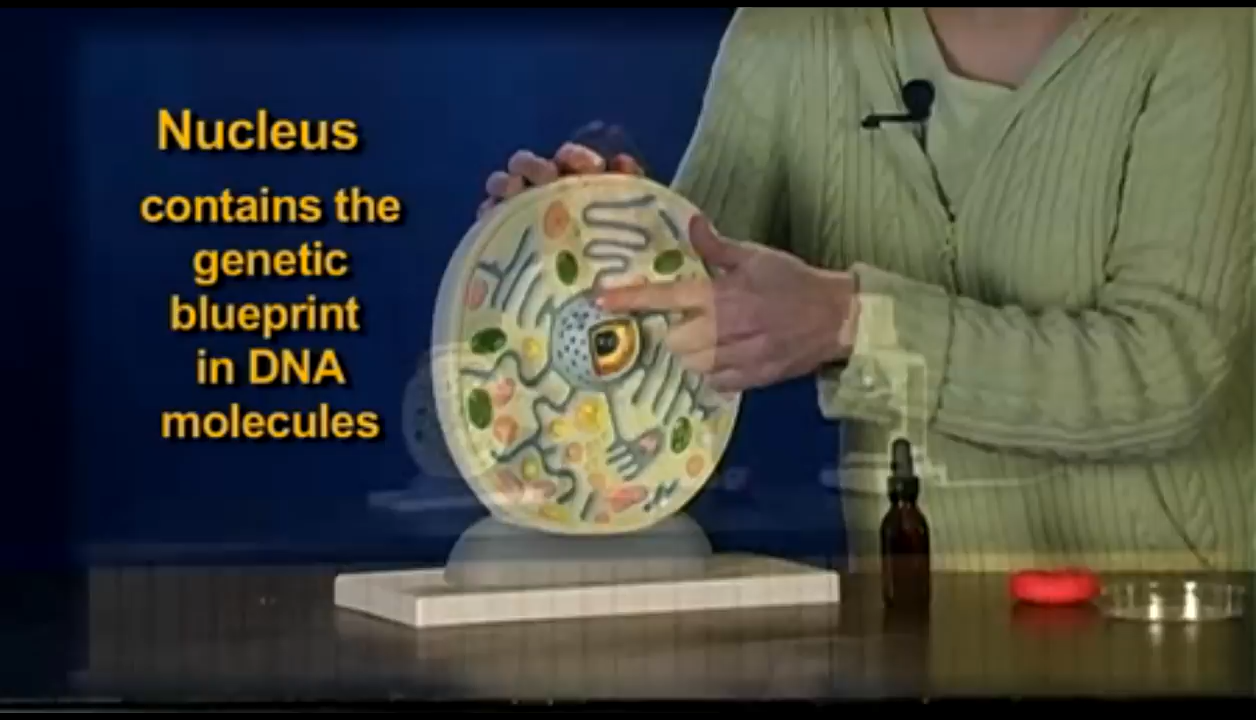 Nucleus
contains the
genetic
blueprint
in DNA
molecules